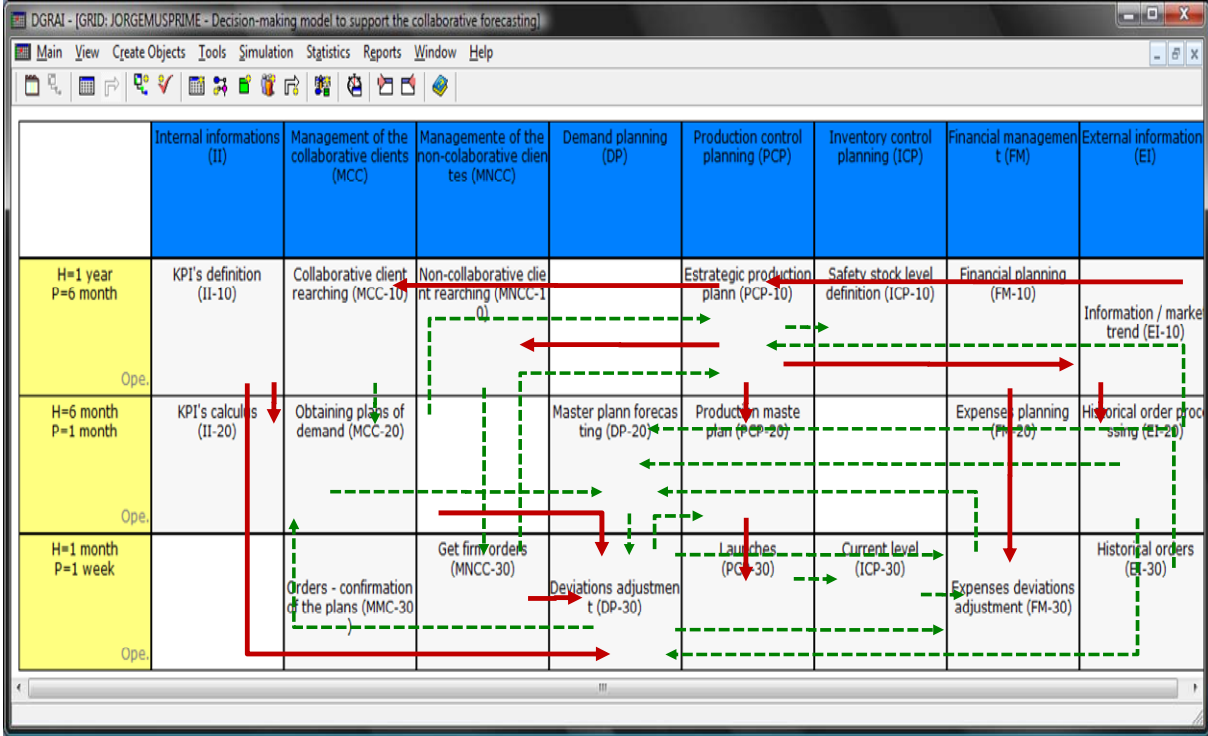 DGRAI - [GRID: JORGEMUSPRIME - Decision-making model to support the collaborative forecasting]
Main View Create Objects Tools Simulation Statistics Reports Window Help
Internal informations
(II)
Management of the
collaborative clients
(MCC)
Managemente of the
non-colaborative clien
tes (MNCC)
Demand planning
(DP)
Production control
planning (PCP)
Inventory control
planning (ICP)
Financial managemen
t (FM)
External information
(EI)
H=1 year
P=6 month
Ope.
KPI's definition
(II-10)
Collaborative client
rearching (MCC-10)
Non-collaborative clie
nt rearching (MNCC-1
0)
Estrategic production
plann (PCP-10)
Safety stock level
definition (ICP-10)
Financial planning
(FM-10)
Information / marke
trend (EI-10)
H=6 month
P=1 month
Ope.
KPI's calculus
(II-20)
Obtaining plans of
demand (MCC-20)
Master plann forecas
ting (DP-20)
Production maste
plan (PCP-20)
Expenses planning
(FM-20)
Historical order proc
ssing (EI-20)
H=1 month
P=1 week
Ope.
Orders - confirmation
of the plans (MMC-30
)
Get firm orders
(MNCC-30)
Deviations adjustmen
t (DP-30)
Launches
(PCP-30)
Current level
(ICP-30)
Expenses deviations
adjustment (FM-30)
Historical orders
(EI-30)